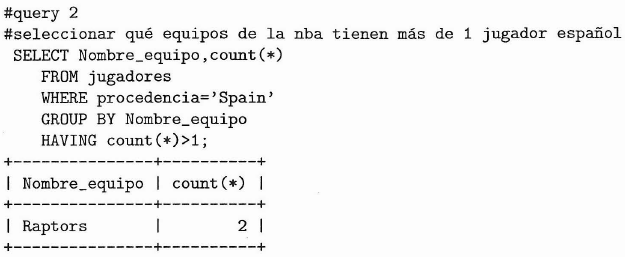 #query 2
#seleccionar qué equipos de la nba tienen más de 1 jugador español
SELECT Nombre_equipo,count(*)
FROM jugadores
WHERE procedencia='Spain'
GROUP BY Nombre_equipo
HAVING count(*)>1;
+---------------+----------+
| Nombre_equipo | count(*) |
+---------------+----------+
| Raptors       |        2 |
+---------------+----------+